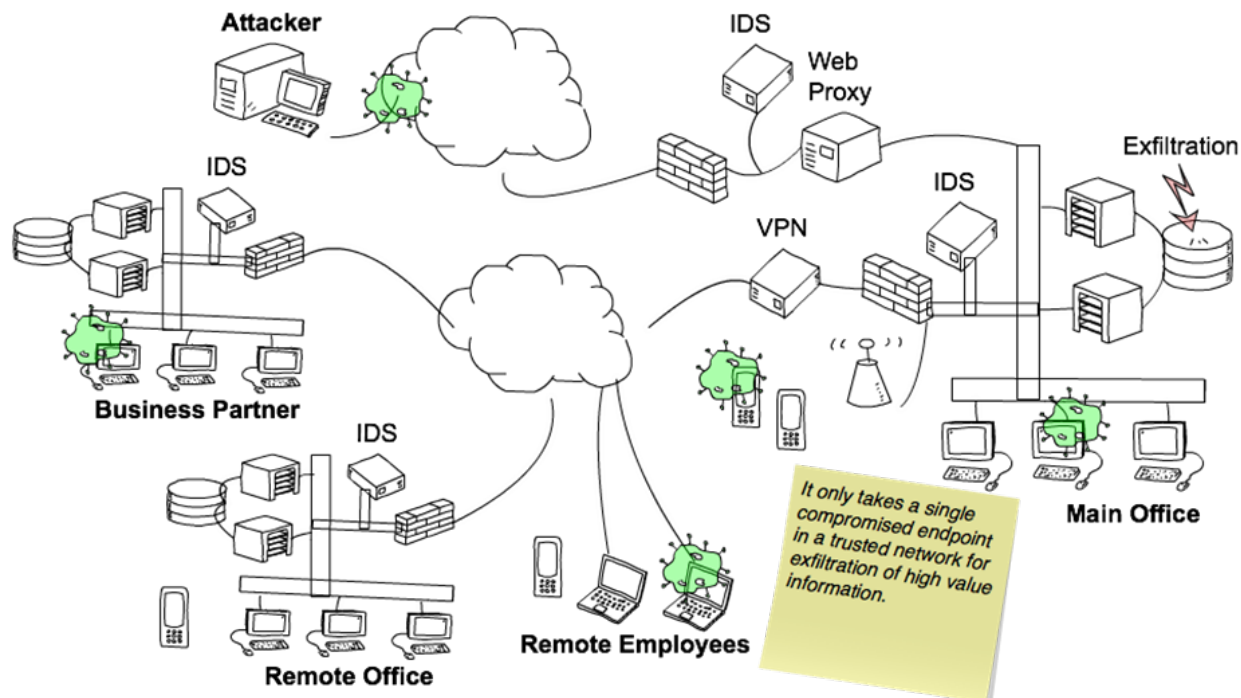 Attacker
IDS
Web
Proxy
IDS
IDS
Exfiltration
VPN
Business Partner
IDS
It only takes a single
compromised endpoint
in a trusted network for
exfiltration of high value
information.
Main Office
Remote Employees
Remote Office